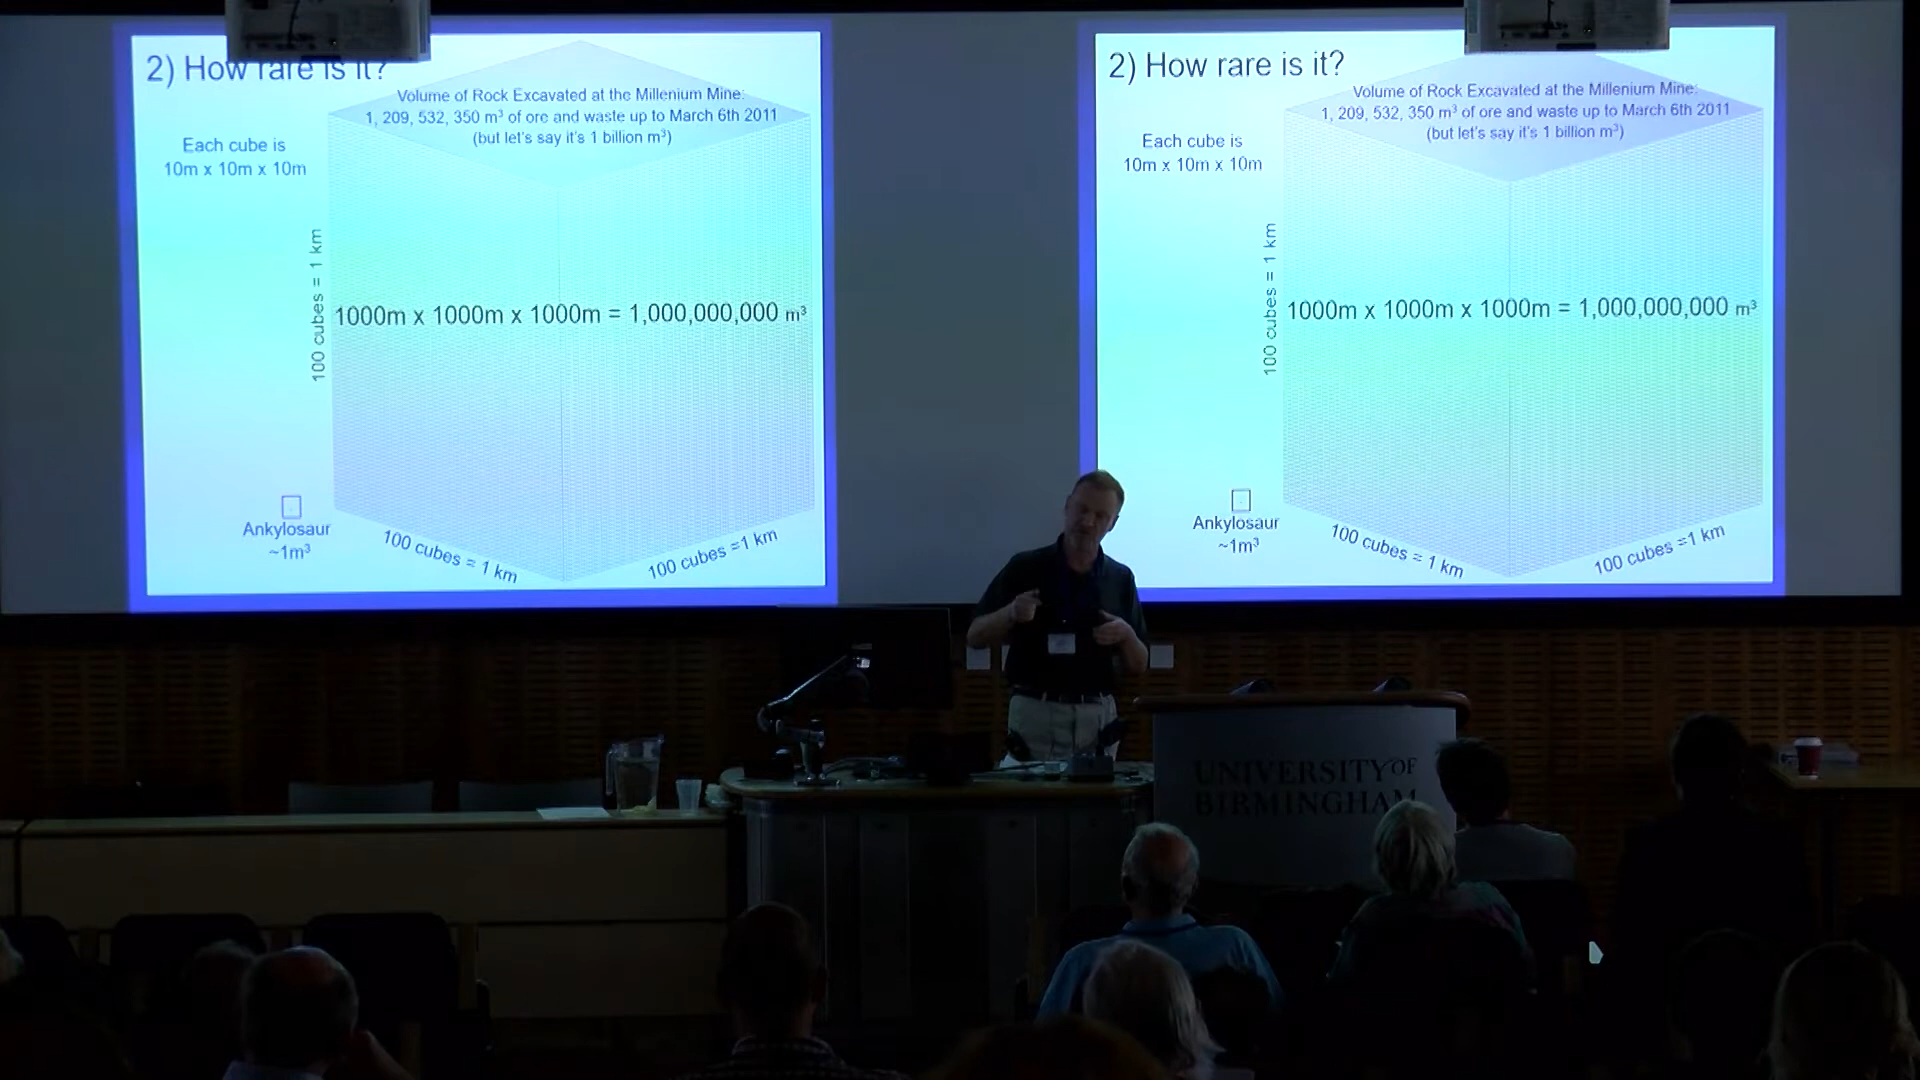 2) How rare is it?
Volume of Rock Excavated at the Millenium Mine:
1, 209, 532, 350 m³ of ore and waste up to March 6th 2011
(but let's say it's 1 billion m³)
Each cube is
10m x 10m x 10m
100 cubes = 1 km
1000m x 1000m x 1000m = 1,000,000,000 m³
Ankylosaur
~1m³
100 cubes = 1 km
100 cubes =1 km
2) How rare is it?
Volume of Rock Excavated at the Millenium Mine:
1, 209, 532, 350 m³ of ore and waste up to March 6th 2011
(but let's say it's 1 billion m³)
Each cube is
10m x 10m x 10m
100 cubes = 1 km
1000m x 1000m x 1000m = 1,000,000,000 m³
Ankylosaur
~1m³
100 cubes = 1 km
100 cubes =1 km
UNIVERSITY OF
BIRMINGHAM